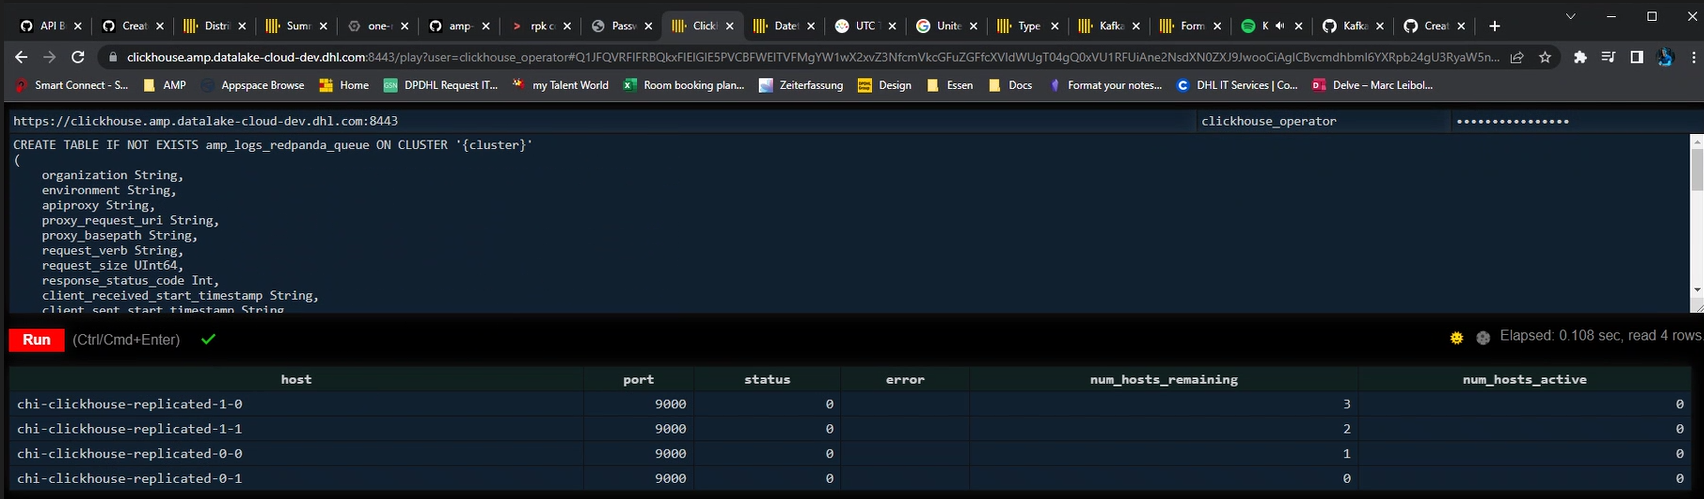 API B Create Distri Sumr one-r amp- rpk c Passw Click Datet UTC Unite Type Kafka Form K Kafka Creat
clickhouse.amp.datalake-cloud-dev.dhl.com:8443/play?user=clickhouse_operator
Smart Connect - S... AMP Appspace Browse Home DPDHL Request IT... my Talent World Room booking plan... Zeiterfassung Design Essen Docs Format your notes... DHL IT Services | Co... Delve – Marc Leibol...
https://clickhouse.amp.datalake-cloud-dev.dhl.com:8443 clickhouse_operator ••••••••••••••••
CREATE TABLE IF NOT EXISTS amp_logs_redpanda_queue ON CLUSTER '{cluster}'
(
organization String,
environment String,
apiproxy String,
proxy_request_uri String,
proxy_basepath String,
request_verb String,
request_size UInt64,
response_status_code Int,
client_received_start_timestamp String,
client_sent_start_timestamp String
Run (Ctrl/Cmd+Enter) ✓ Elapsed: 0.108 sec, read 4 rows.
host port status error num_hosts_remaining num_hosts_active
chi-clickhouse-replicated-1-0 9000 0 3 0
chi-clickhouse-replicated-1-1 9000 0 2 0
chi-clickhouse-replicated-0-0 9000 0 1 0
chi-clickhouse-replicated-0-1 9000 0 0 0